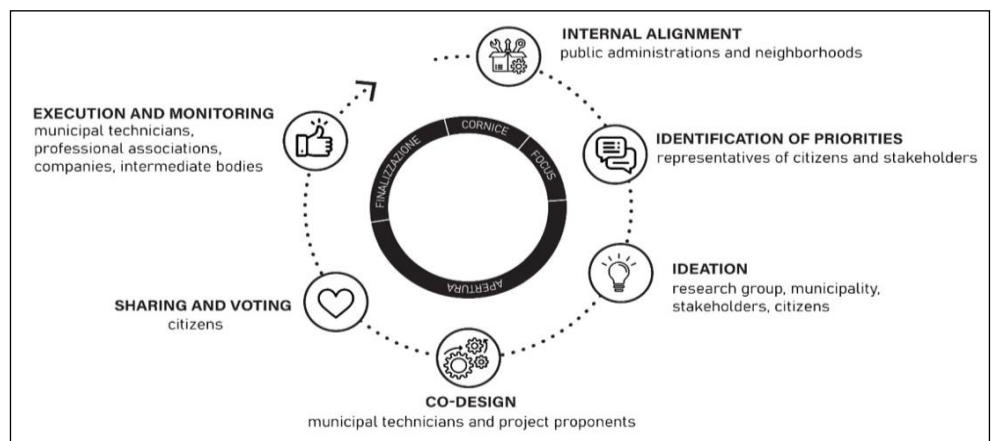 INTERNAL ALIGNMENT
public administrations and neighborhoods
IDENTIFICATION OF PRIORITIES
representatives of citizens and stakeholders
IDEATION
research group, municipality,
stakeholders, citizens
CO-DESIGN
municipal technicians and project proponents
SHARING AND VOTING
citizens
EXECUTION AND MONITORING
municipal technicians,
professional associations,
companies, intermediate bodies
CORNICE
FOCUS
APERTURA
FINALIZZAZIONE